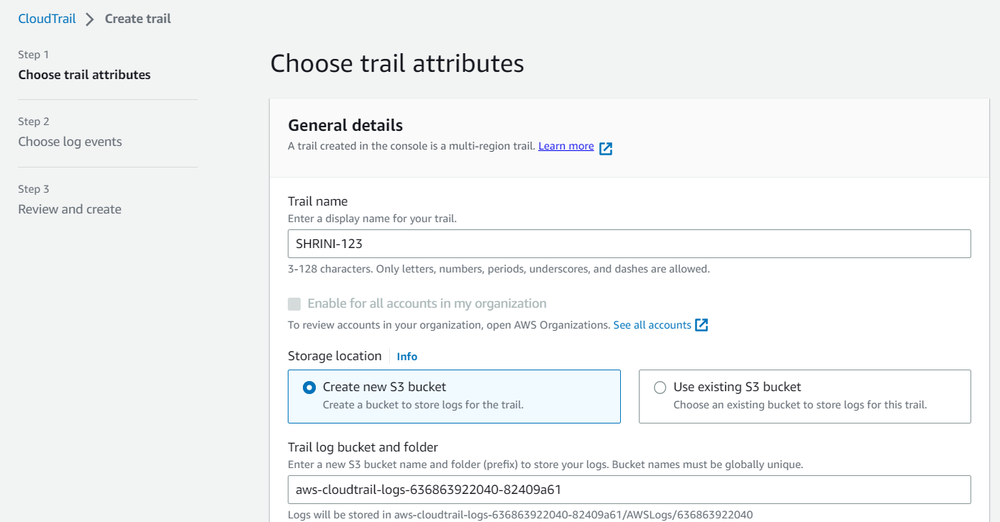 CloudTrail > Create trail
Step 1
Choose trail attributes
Step 2
Choose log events
Step 3
Review and create
Choose trail attributes
General details
A trail created in the console is a multi-region trail. Learn more
Trail name
Enter a display name for your trail.
SHRINI-123
3-128 characters. Only letters, numbers, periods, underscores, and dashes are allowed.
Enable for all accounts in my organization
To review accounts in your organization, open AWS Organizations. See all accounts
Storage location Info
Create new S3 bucket
Create a bucket to store logs for the trail.
Use existing S3 bucket
Choose an existing bucket to store logs for this trail.
Trail log bucket and folder
Enter a new S3 bucket name and folder (prefix) to store your logs. Bucket names must be globally unique.
aws-cloudtrail-logs-636863922040-82409a61
Logs will be stored in aws-cloudtrail-logs-636863922040-82409a61/AWSLogs/636863922040